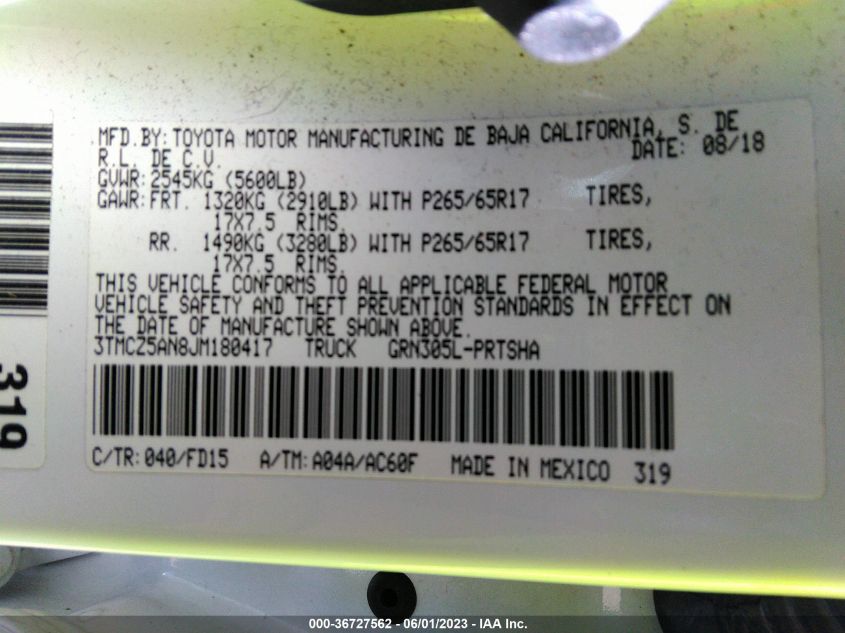 MFD.BY:TOYOTA MOTOR MANUFACTURING DE BAJA CALIFORNIA, S. DE
R.L. DE C.V. DATE: 08/18
GVWR:2545KG (5600LB)
GAWR:FRT. 1320KG (2910LB) WITH P265/65R17 TIRES,
17X7.5 RIMS.
RR. 1490KG (3280LB) WITH P265/65R17 TIRES,
17X7.5 RIMS.
THIS VEHICLE CONFORMS TO ALL APPLICABLE FEDERAL MOTOR
VEHICLE SAFETY AND THEFT PREVENTION STANDARDS IN EFFECT ON
THE DATE OF MANUFACTURE SHOWN ABOVE.
3TMCZ5AN8JM180417 TRUCK GRN305L-PRTSHA
C/TR:040/FD15 A/TM:A04A/AC60F MADE IN MEXICO 319
319
000-36727562 - 06/01/2023 - IAA Inc.